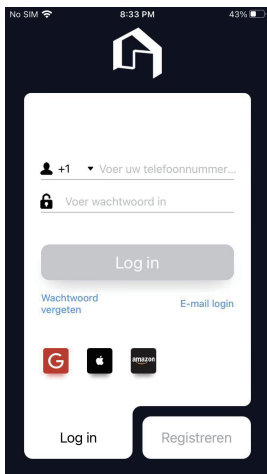 No SIM 8:33 PM 43%
+1 Voer uw telefoonnummer...
Voer wachtwoord in
Log in
Wachtwoord
vergeten
E-mail login
G
amazon
Log in
Registreren